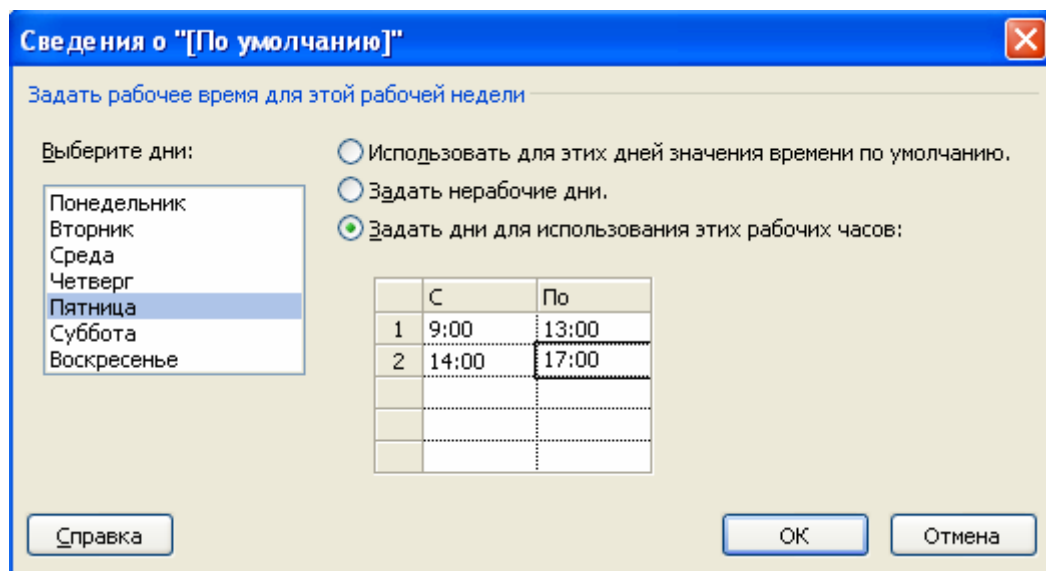 Сведения о "[По умолчанию]"
Задать рабочее время для этой рабочей недели
Выберите дни:
Понедельник
Вторник
Среда
Четверг
Пятница
Суббота
Воскресенье
Использовать для этих дней значения времени по умолчанию.
Задать нерабочие дни.
Задать дни для использования этих рабочих часов:
С По
1 9:00 13:00
2 14:00 17:00
Справка ОК Отмена